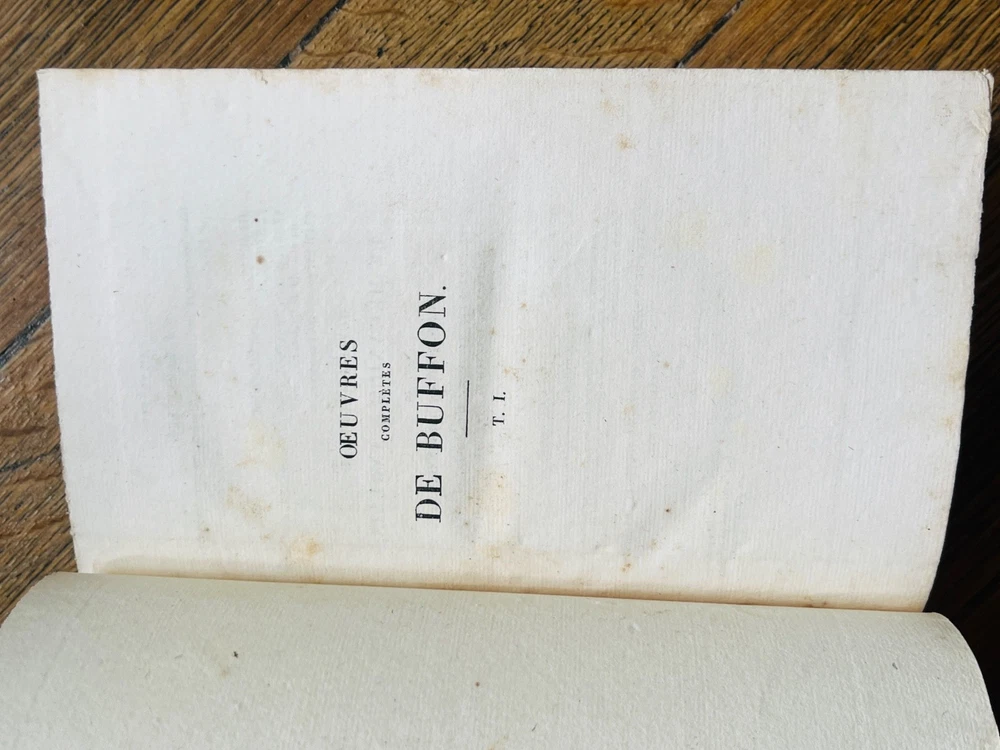 ŒUVRES
COMPLÈTES
DE BUFFON.
T. I.